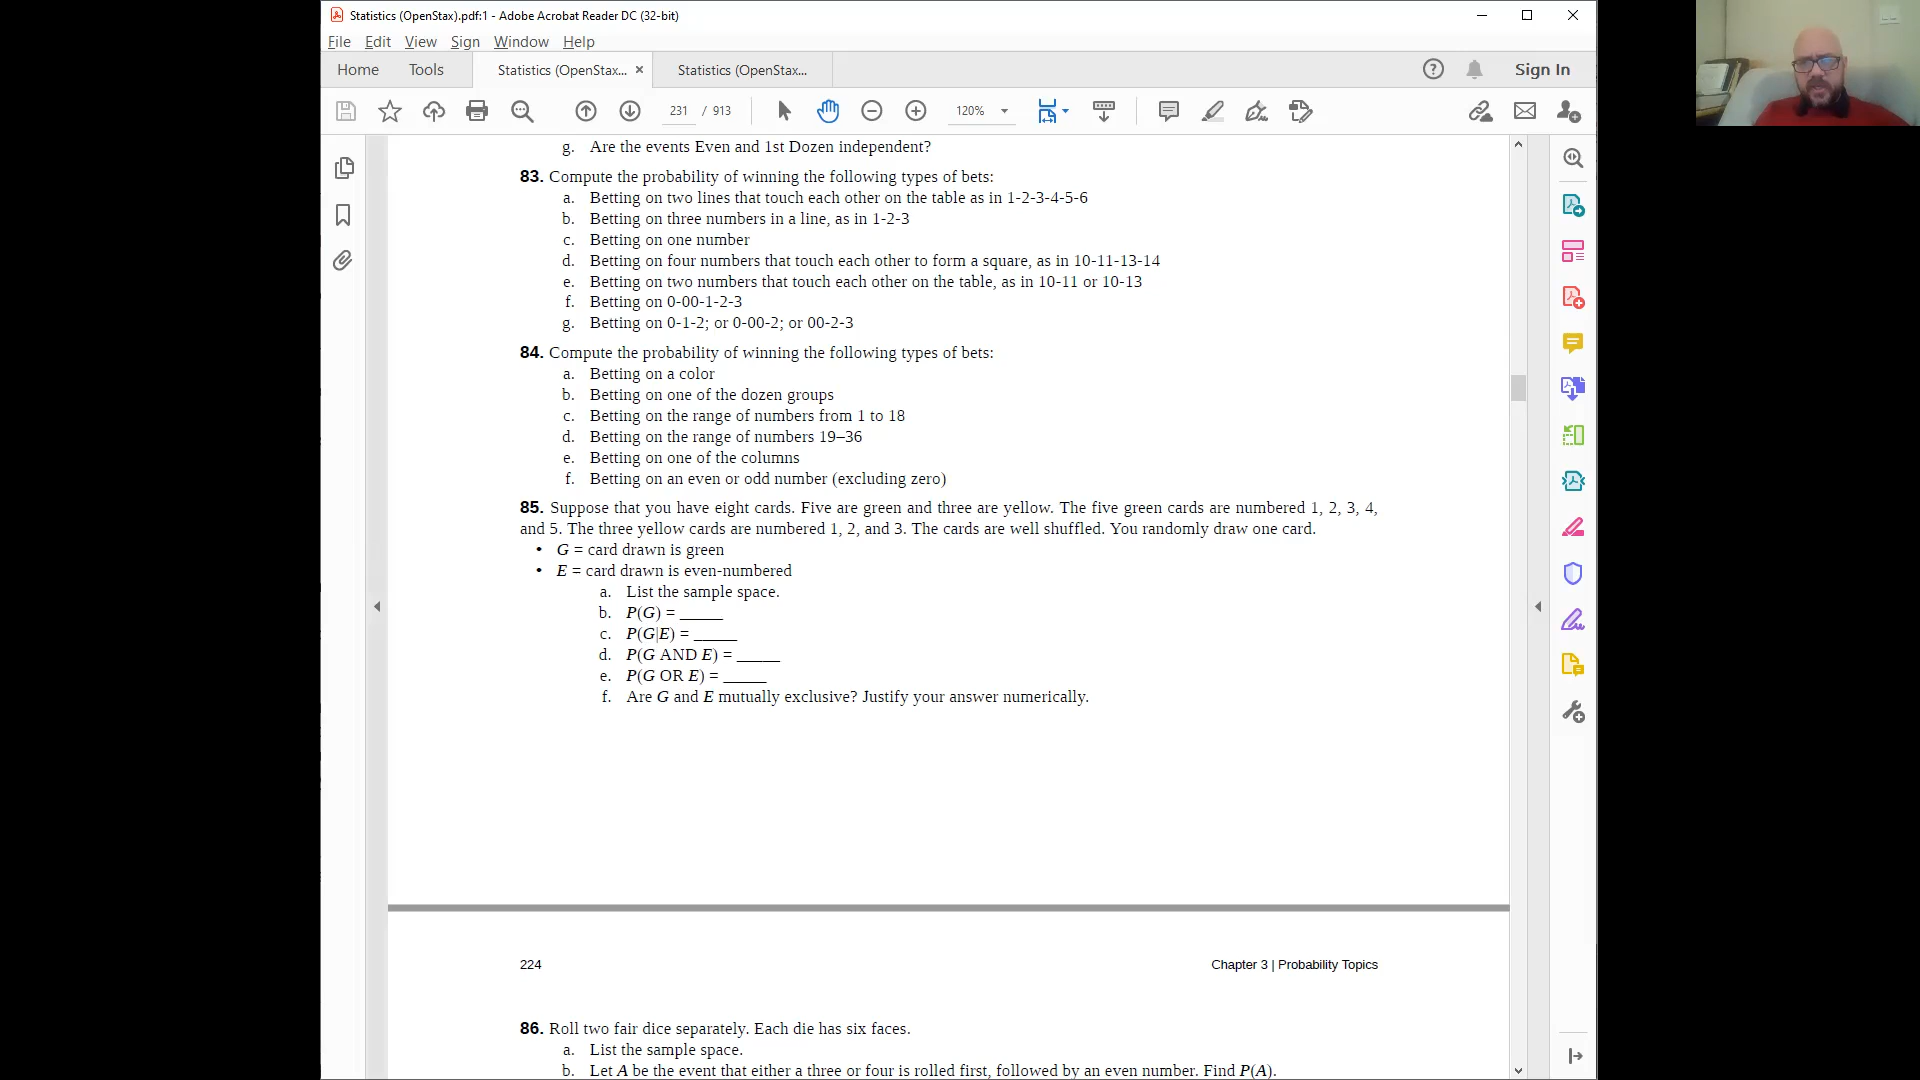 Statistics (OpenStax).pdf:1 - Adobe Acrobat Reader DC (32-bit)
File Edit View Sign Window Help
Home Tools Statistics (OpenStax... × Statistics (OpenStax... Sign In
231 / 913 120%
g. Are the events Even and 1st Dozen independent?
83. Compute the probability of winning the following types of bets:
a. Betting on two lines that touch each other on the table as in 1-2-3-4-5-6
b. Betting on three numbers in a line, as in 1-2-3
c. Betting on one number
d. Betting on four numbers that touch each other to form a square, as in 10-11-13-14
e. Betting on two numbers that touch each other on the table, as in 10-11 or 10-13
f. Betting on 0-00-1-2-3
g. Betting on 0-1-2; or 0-00-2; or 00-2-3
84. Compute the probability of winning the following types of bets:
a. Betting on a color
b. Betting on one of the dozen groups
c. Betting on the range of numbers from 1 to 18
d. Betting on the range of numbers 19–36
e. Betting on one of the columns
f. Betting on an even or odd number (excluding zero)
85. Suppose that you have eight cards. Five are green and three are yellow. The five green cards are numbered 1, 2, 3, 4,
and 5. The three yellow cards are numbered 1, 2, and 3. The cards are well shuffled. You randomly draw one card.
• G = card drawn is green
• E = card drawn is even-numbered
a. List the sample space.
b. P(G) = _____
c. P(G|E) = _____
d. P(G AND E) = _____
e. P(G OR E) = _____
f. Are G and E mutually exclusive? Justify your answer numerically.
224 Chapter 3 | Probability Topics
86. Roll two fair dice separately. Each die has six faces.
a. List the sample space.
b. Let A be the event that either a three or four is rolled first, followed by an even number. Find P(A).